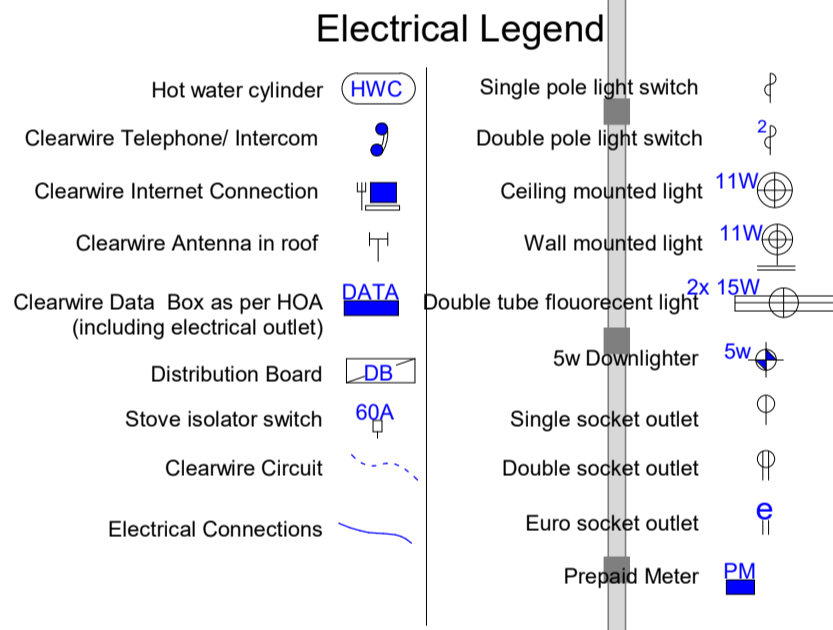 Electrical Legend
Hot water cylinder HWC
Clearwire Telephone/ Intercom
Clearwire Internet Connection
Clearwire Antenna in roof
Clearwire Data Box as per HOA DATA
(including electrical outlet)
Distribution Board DB
Stove isolator switch 60A
Clearwire Circuit
Electrical Connections
Single pole light switch
Double pole light switch 2
Ceiling mounted light 11W
Wall mounted light 11W
Double tube flouorecent light 2x 15W
5w Downlighter 5w
Single socket outlet
Double socket outlet
Euro socket outlet e
Prepaid Meter PM